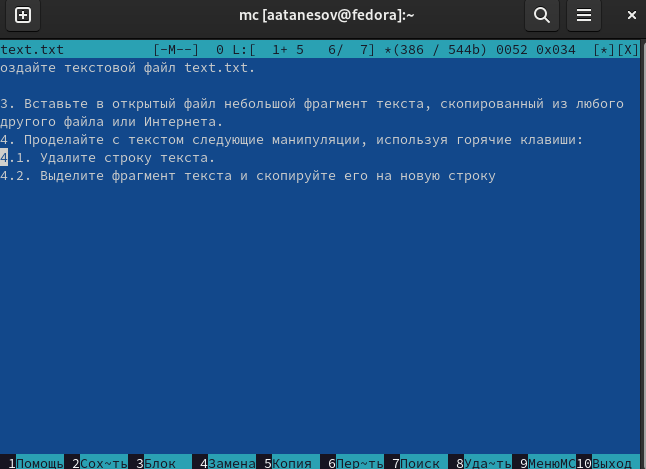 mc [aatanesov@fedora]:~
text.txt [-M--] 0 L:[ 1+ 5 6/ 7] *(386 / 544b) 0052 0x034 [*][X]
оздайте текстовой файл text.txt.
3. Вставьте в открытый файл небольшой фрагмент текста, скопированный из любого
другого файла или Интернета.
4. Проделайте с текстом следующие манипуляции, используя горячие клавиши:
4.1. Удалите строку текста.
4.2. Выделите фрагмент текста и скопируйте его на новую строку
1Помощь 2Сох~ть 3Блок 4Замена 5Копия 6Пер~ть 7Поиск 8Уда~ть 9МенюMC 10Выход